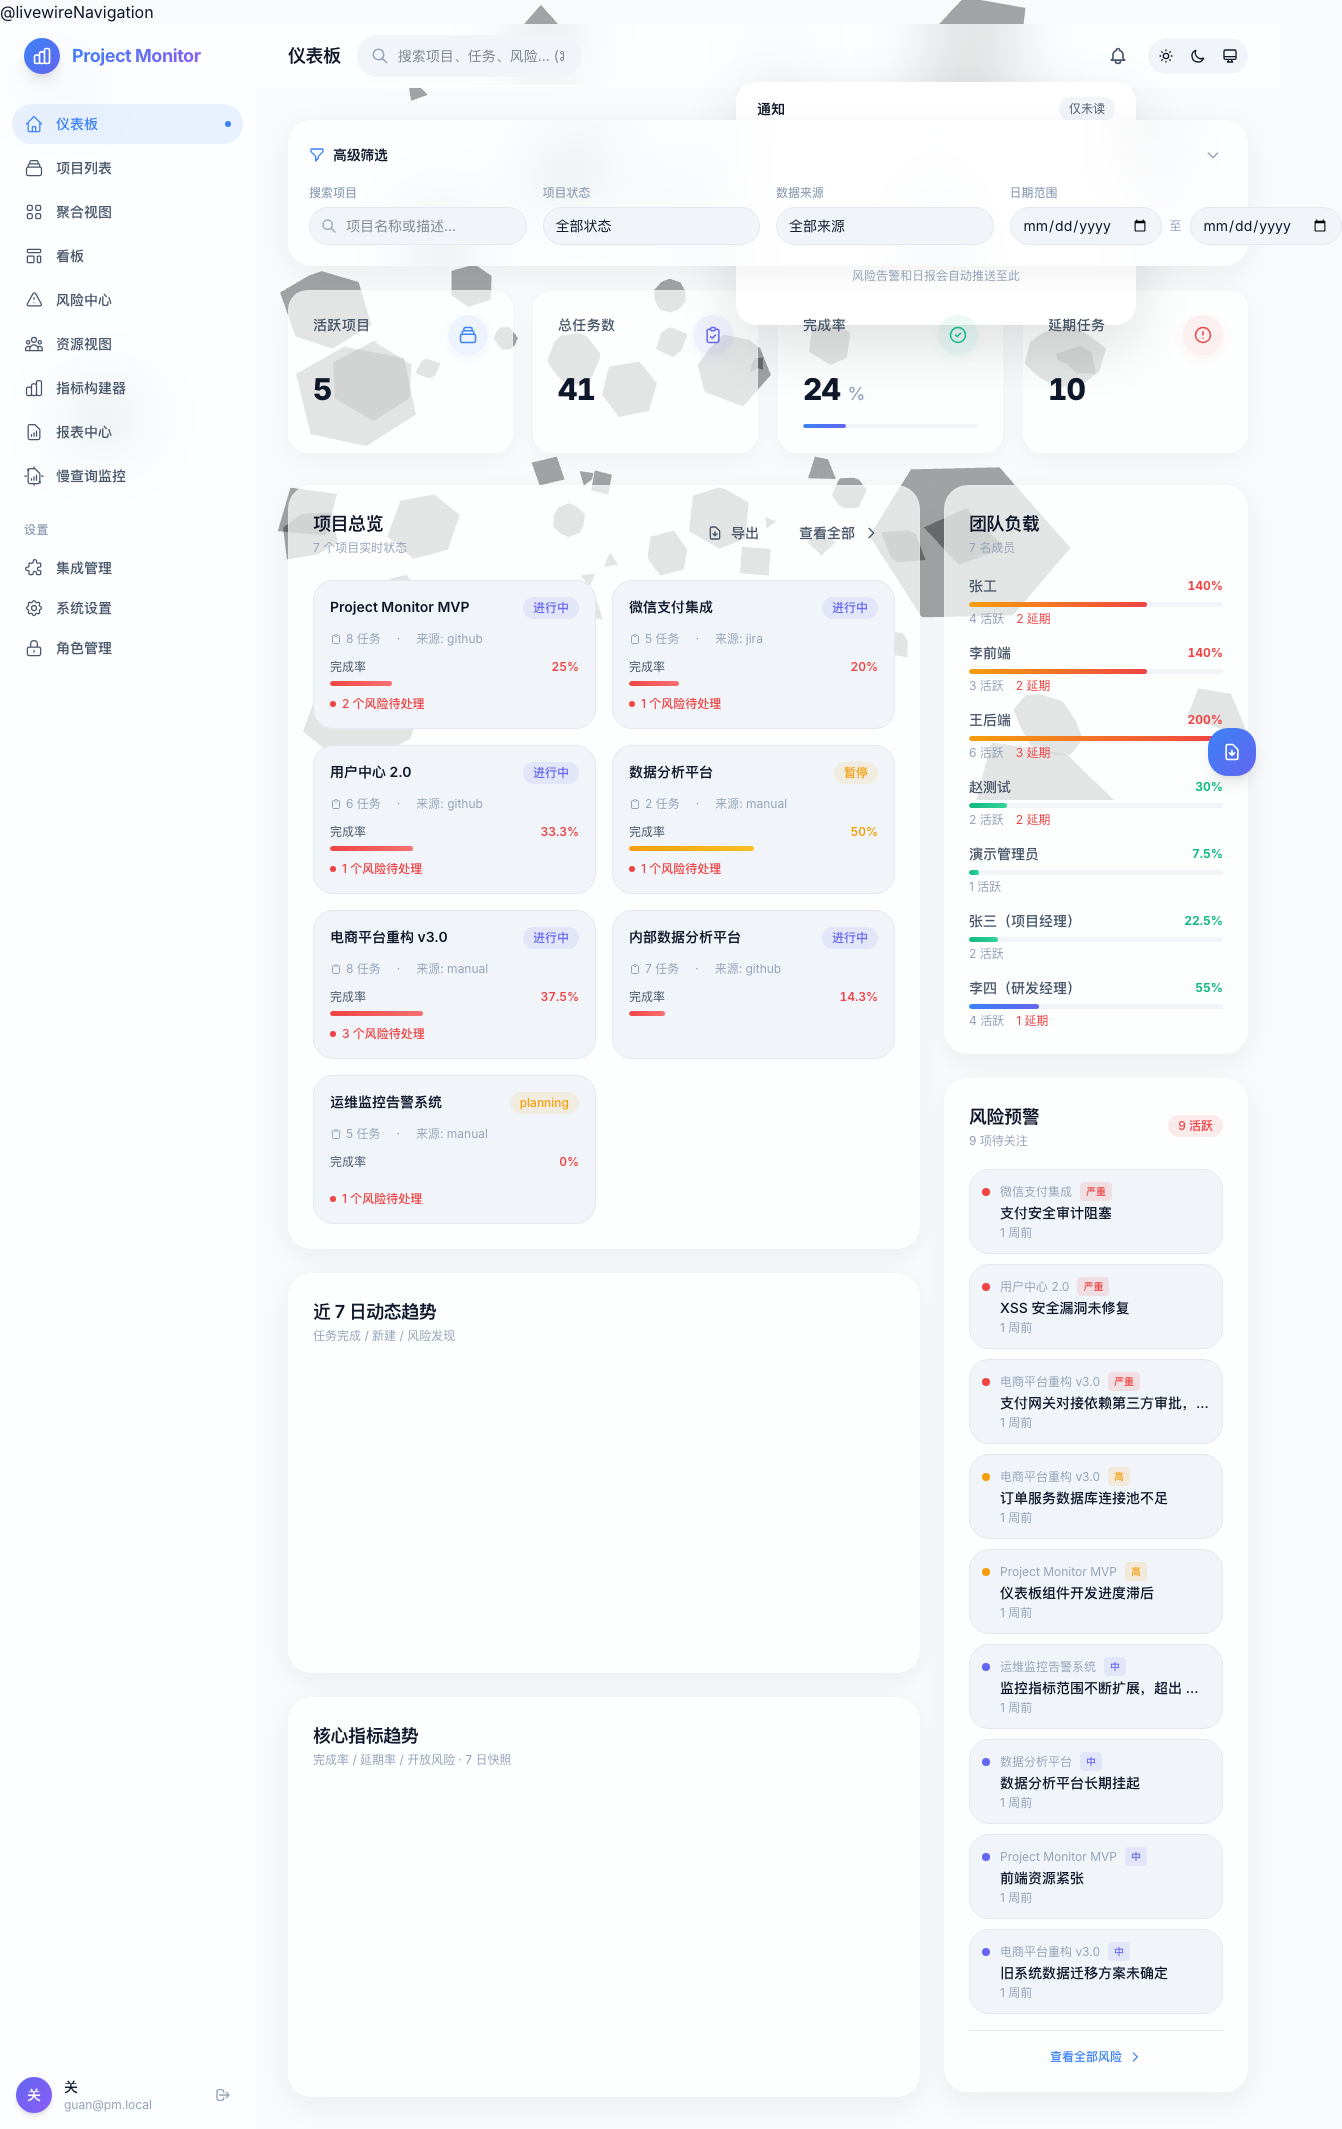 @livewireNavigation
Project Monitor
仪表板
项目列表
聚合视图
看板
风险中心
资源视图
指标构建器
报表中心
慢查询监控
设置
集成管理
系统设置
角色管理
关
关
guan@pm.local
仪表板
搜索项目、任务、风险...
通知
仅未读
风险告警和日报会自动推送至此
高级筛选
搜索项目
项目名称或描述...
项目状态
全部状态
数据来源
全部来源
日期范围
mm/dd/yyyy 至 mm/dd/yyyy
活跃项目
5
总任务数
41
完成率
24 %
延期任务
10
项目总览
7 个项目实时状态
导出
查看全部
Project Monitor MVP
进行中
8 任务 · 来源: github
完成率 25%
2 个风险待处理
微信支付集成
进行中
5 任务 · 来源: jira
完成率 20%
1 个风险待处理
用户中心 2.0
进行中
6 任务 · 来源: github
完成率 33.3%
1 个风险待处理
数据分析平台
暂停
2 任务 · 来源: manual
完成率 50%
1 个风险待处理
电商平台重构 v3.0
进行中
8 任务 · 来源: manual
完成率 37.5%
3 个风险待处理
内部数据分析平台
进行中
7 任务 · 来源: github
完成率 14.3%
运维监控告警系统
planning
5 任务 · 来源: manual
完成率 0%
1 个风险待处理
近 7 日动态趋势
任务完成 / 新建 / 风险发现
核心指标趋势
完成率 / 延期率 / 开放风险 · 7 日快照
团队负载
7 名成员
张工 140%
4 活跃 2 延期
李前端 140%
3 活跃 2 延期
王后端 200%
6 活跃 3 延期
赵测试 30%
2 活跃 2 延期
演示管理员 7.5%
1 活跃
张三（项目经理） 22.5%
2 活跃
李四（研发经理） 55%
4 活跃 1 延期
风险预警
9 项待关注
9 活跃
微信支付集成 严重
支付安全审计阻塞
1 周前
用户中心 2.0 严重
XSS 安全漏洞未修复
1 周前
电商平台重构 v3.0 严重
支付网关对接依赖第三方审批，...
1 周前
电商平台重构 v3.0 高
订单服务数据库连接池不足
1 周前
Project Monitor MVP 高
仪表板组件开发进度滞后
1 周前
运维监控告警系统 中
监控指标范围不断扩展，超出 ...
1 周前
数据分析平台 中
数据分析平台长期挂起
1 周前
Project Monitor MVP 中
前端资源紧张
1 周前
电商平台重构 v3.0 中
旧系统数据迁移方案未确定
1 周前
查看全部风险